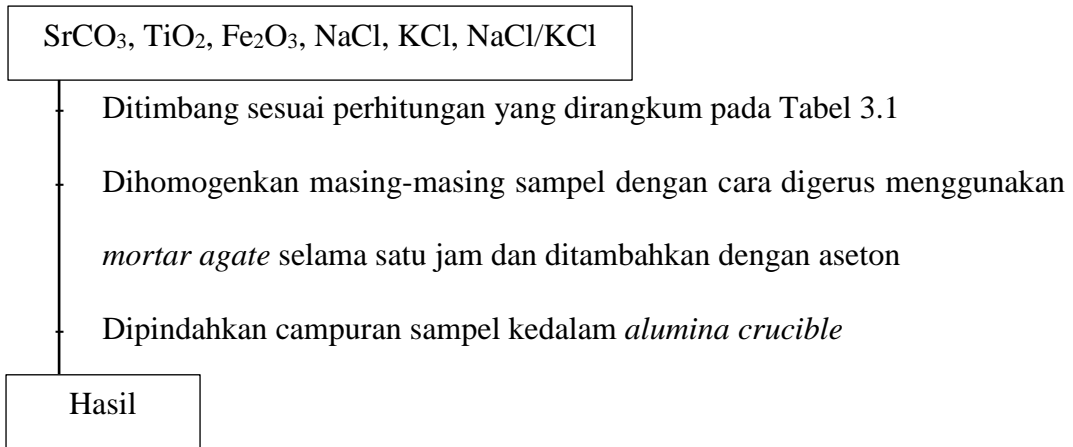 SrCO₃, TiO₂, Fe₂O₃, NaCl, KCl, NaCl/KCl
Ditimbang sesuai perhitungan yang dirangkum pada Tabel 3.1
Dihomogenkan masing-masing sampel dengan cara digerus menggunakan
mortar agate selama satu jam dan ditambahkan dengan aseton
Dipindahkan campuran sampel kedalam alumina crucible
Hasil